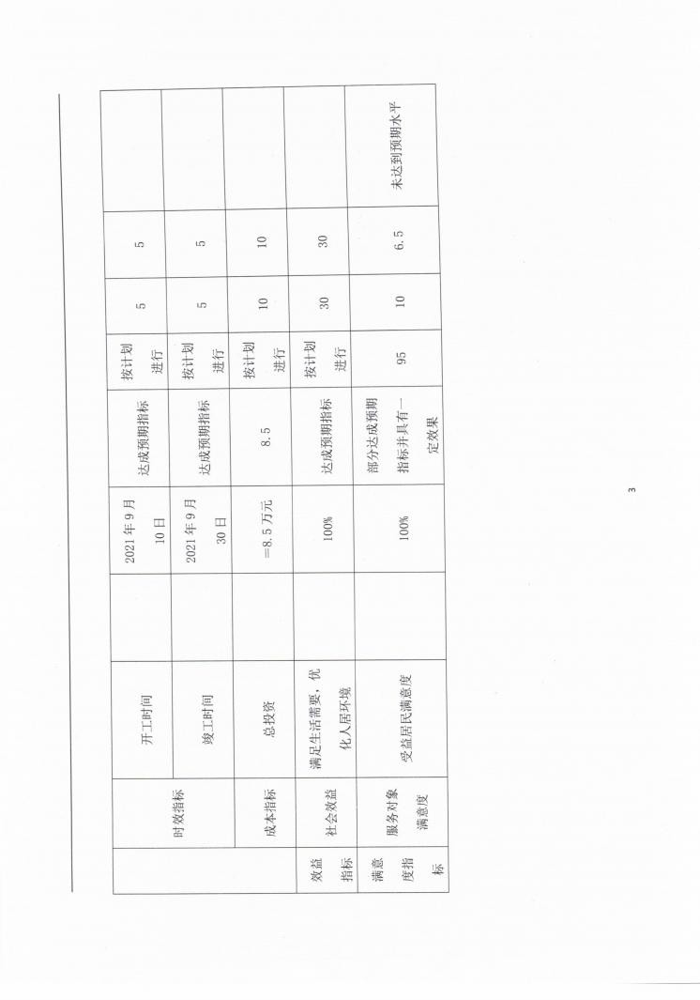 时效指标
开工时间
2021 年 9 月
10 日
达成预期指标
按计划
进行
5
5
竣工时间
2021 年 9 月
30 日
达成预期指标
按计划
进行
5
5
成本指标
总投资
=8.5 万元
8.5
按计划
进行
10
10
效益
指标
社会效益
满足生活需要，优
化人居环境
100%
达成预期指标
按计划
进行
30
30
满意
度指
标
服务对象
满意度
受益居民满意度
100%
部分达成预期
指标并具有一
定效果
95
10
6.5
未达到预期水平
3